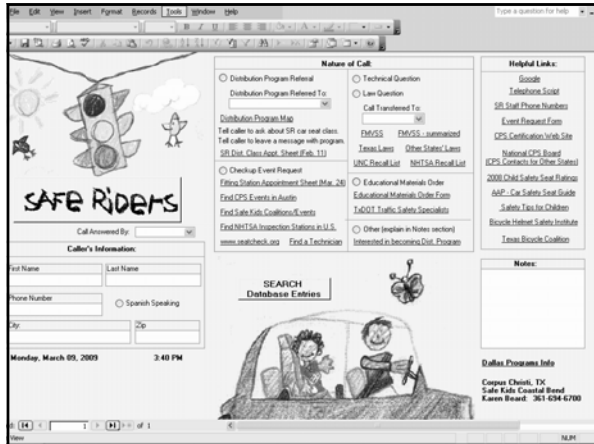 File Edit View Insert Format Records Tools Window Help
Type a question for help
Nature of Call:
Distribution Program Referral
Distribution Program Referred To:
Distribution Program Map
Tell caller to ask about SR car seat class.
Tell caller to leave a message with program.
SR Dist. Class Appt. Sheet (Feb. 11)
Technical Question
Law Question
Call Transferred To:
FMVSS FMVSS - summarized
Texas Laws Other States' Laws
UNC Recall List NHTSA Recall List
Checkup Event Request
Fitting Station Appointment Sheet (Mar. 24)
Find CPS Events in Austin
Find Safe Kids Coalitions/Events
Find NHTSA Inspection Stations in U.S.
www.seatcheck.org Find a Technician
Educational Materials Order
Educational Materials Order Form
TxDOT Traffic Safety Specialists
Other (explain in Notes section)
Interested in becoming Dist. Program
Helpful Links:
Google
Telephone Script
SR Staff Phone Numbers
Event Request Form
CPS Certification Web Site
National CPS Board
(CPS Contacts for Other States)
2008 Child Safety Seat Ratings
AAP - Car Safety Seat Guide
Safety Tips for Children
Bicycle Helmet Safety Institute
Texas Bicycle Coalition
SAFE RiDERS
Call Answered By:
Caller's Information:
First Name Last Name
Phone Number
Spanish Speaking
City: Zip
Monday, March 09, 2009 3:40 PM
SEARCH
Database Entries
Notes:
Dallas Programs Info
Corpus Christi, TX
Safe Kids Coastal Bend
Karen Beard: 361-694-6700
1 of 1
View NUM